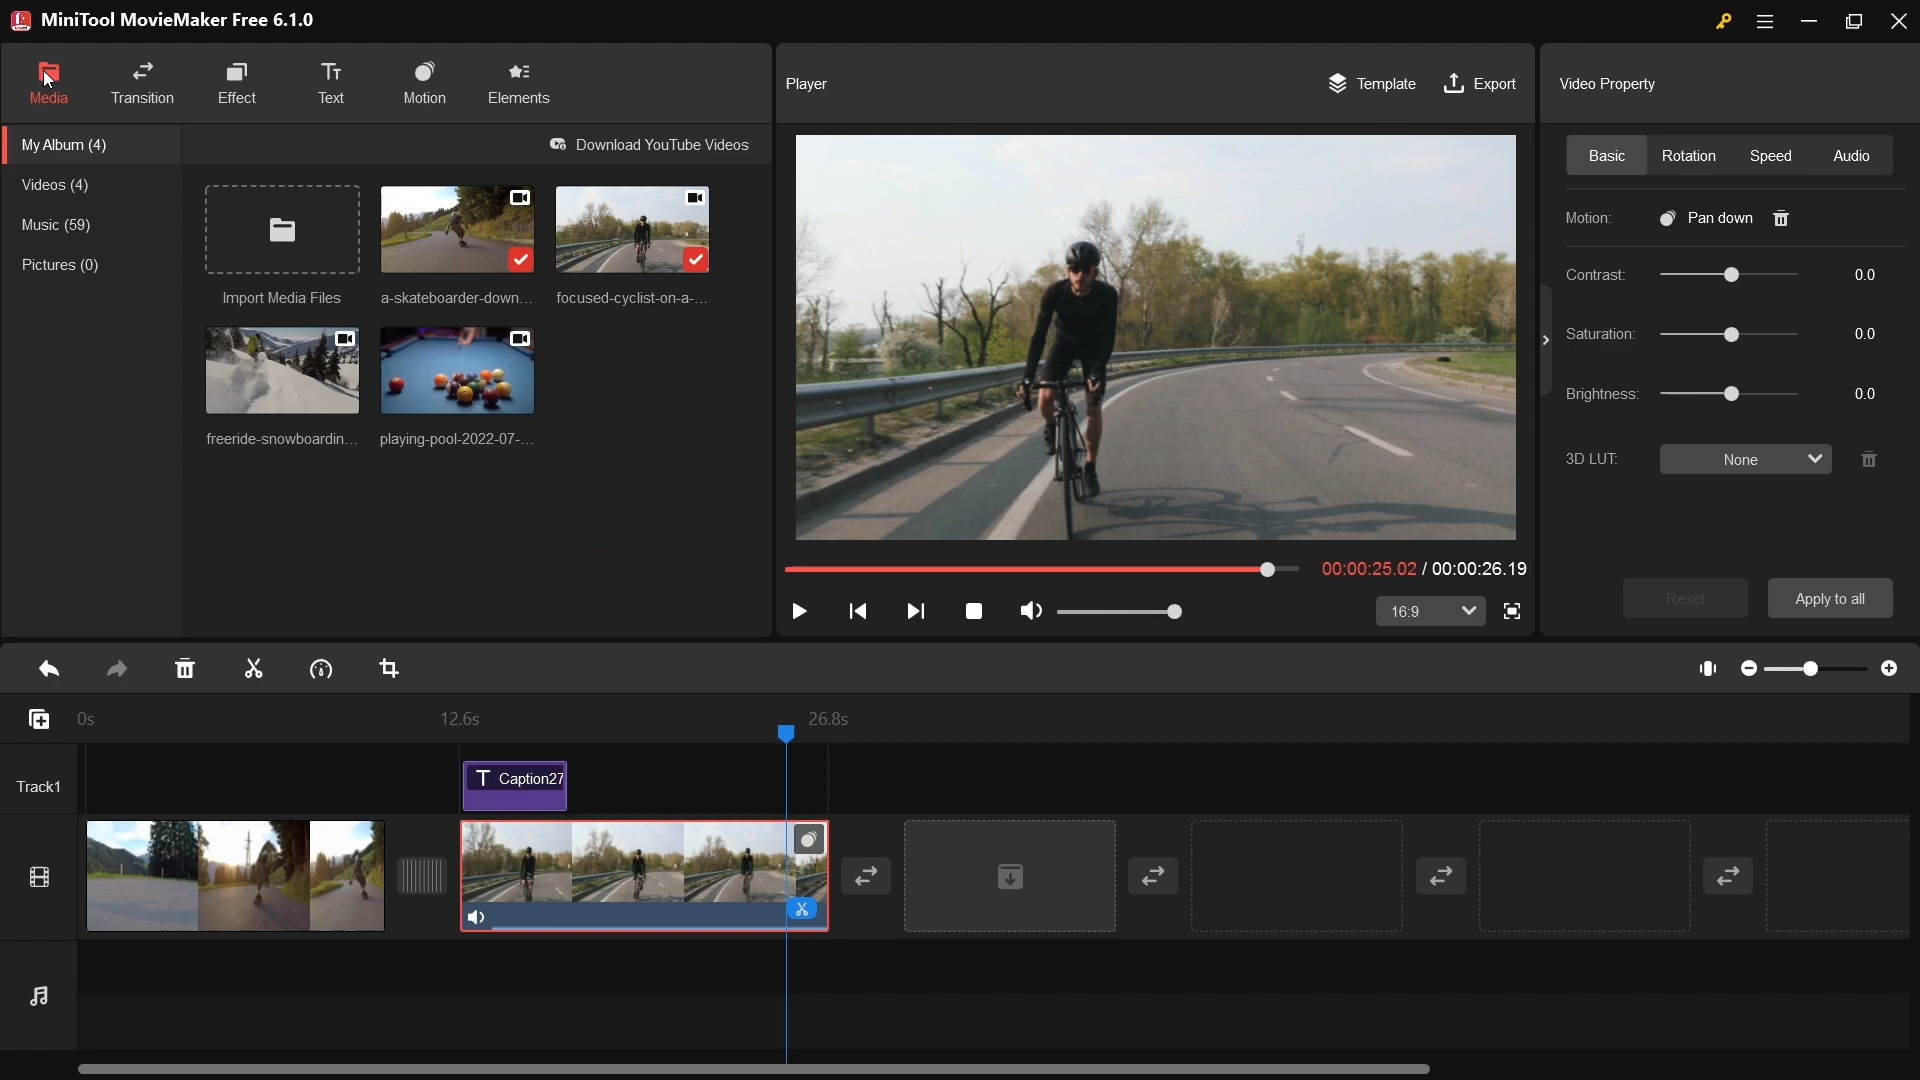 MiniTool MovieMaker Free 6.1.0
Media
Transition
Effect
Text
Motion
Elements
Player
Template
Export
Video Property
My Album (4)
Download YouTube Videos
Videos (4)
Music (59)
Pictures (0)
Import Media Files
a-skateboarder-down...
focused-cyclist-on-a-...
freeride-snowboardin...
playing-pool-2022-07-...
00:00:25.02 / 00:00:26.19
16:9
Basic
Rotation
Speed
Audio
Motion:
Pan down
Contrast:
0.0
Saturation:
0.0
Brightness:
0.0
3D LUT:
None
Reset
Apply to all
0s
12.6s
26.8s
Track1
Caption27